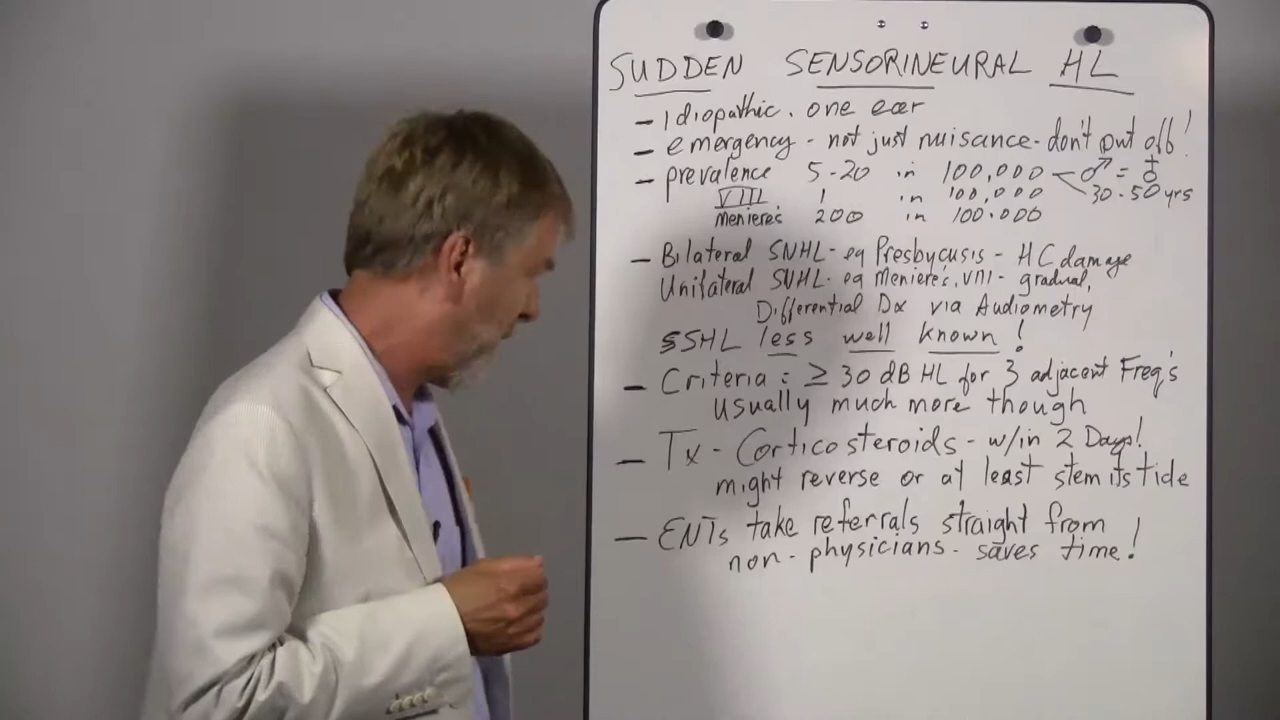 SUDDEN SENSORINEURAL HL
- Idiopathic. one ear
- emergency - not just nuisance - don't put off!
- prevalence 5-20 in 100,000 ♂ = ♀
VIII 1 in 100,000 30-50 yrs
Meniere's 200 in 100.000
- Bilateral SNHL - eg Presbycusis - HC damage
Unilateral SNHL - eg Meniere's, VIII - gradual,
Differential Dx via Audiometry
SSHL less well known!
- Criteria: ≥ 30 dB HL for 3 adjacent Freq's
usually much more though
- Tx - Corticosteroids - w/in 2 Days!
might reverse or at least stem its tide
- ENTs take referrals straight from
non-physicians - saves time!